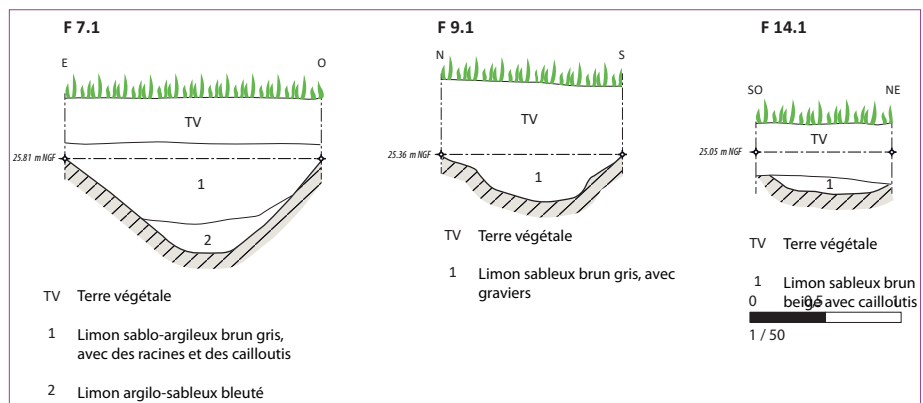 F 7.1
E
O
TV
25.81 m NGF
1
2
TV Terre végétale
1 Limon sablo-argileux brun gris,
avec des racines et des cailloutis
2 Limon argilo-sableux bleuté
F 9.1
N
S
TV
25.36 m NGF
1
TV Terre végétale
1 Limon sableux brun gris, avec
graviers
F 14.1
SO
NE
TV
25.05 m NGF
1
TV Terre végétale
1 Limon sableux brun
beige avec cailloutis
0 0,5 1
1 / 50